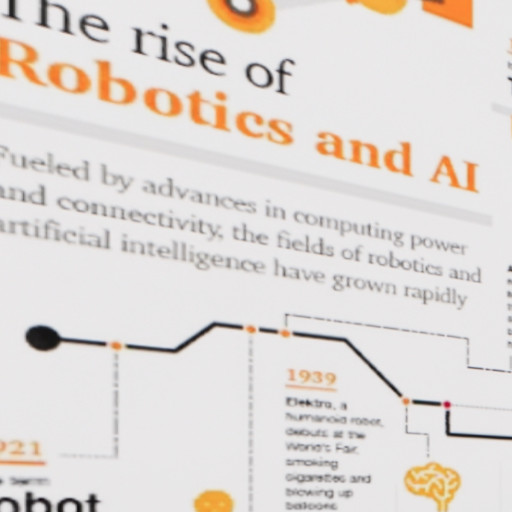 The rise of
Robotics and AI
Fueled by advances in computing power
and connectivity, the fields of robotics and
artificial intelligence have grown rapidly
1939
Elektro, a
humanoid robot,
debuts at the
World's Fair,
smoking
cigarettes and
blowing up
balloons
921
obot